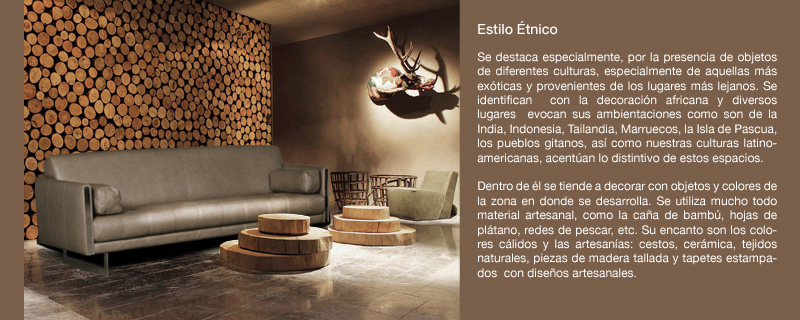 Estilo Étnico
Se destaca especialmente, por la presencia de objetos
de diferentes culturas, especialmente de aquellas más
exóticas y provenientes de los lugares más lejanos. Se
identifican con la decoración africana y diversos
lugares evocan sus ambientaciones como son de la
India, Indonesia, Tailandia, Marruecos, la Isla de Pascua,
los pueblos gitanos, así como nuestras culturas latino-
americanas, acentúan lo distintivo de estos espacios.
Dentro de él se tiende a decorar con objetos y colores de
la zona en donde se desarrolla. Se utiliza mucho todo
material artesanal, como la caña de bambú, hojas de
plátano, redes de pescar, etc. Su encanto son los colo-
res cálidos y las artesanías: cestos, cerámica, tejidos
naturales, piezas de madera tallada y tapetes estampa-
dos con diseños artesanales.